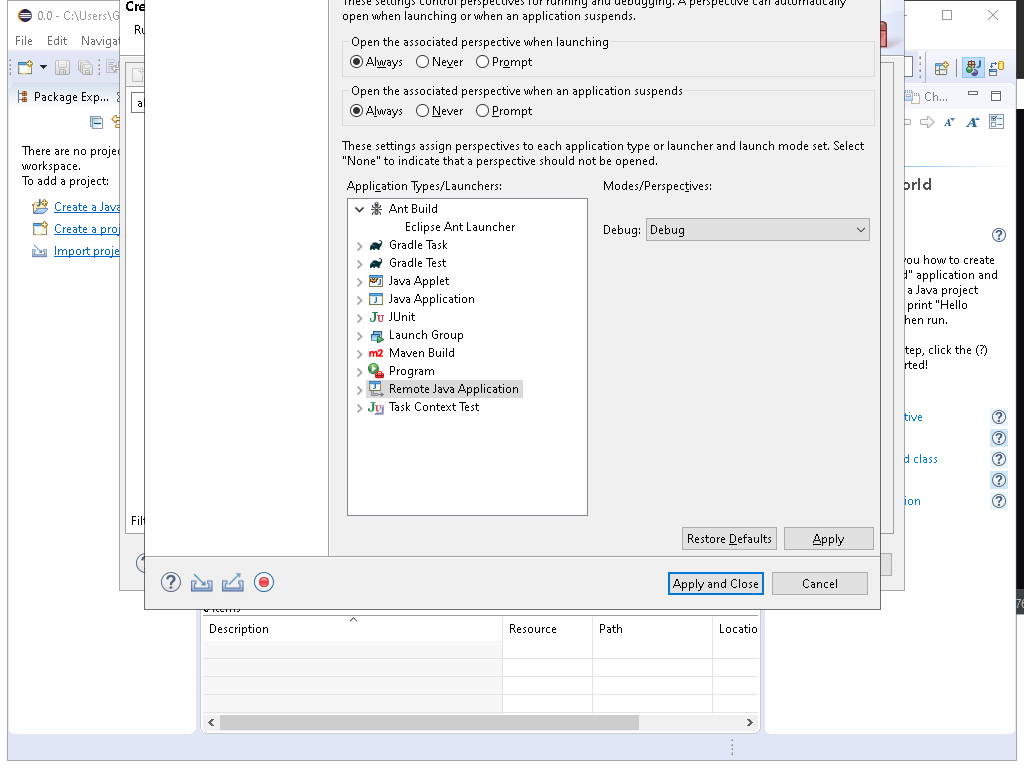 0.0 - C:\Users\G
Cre
File Edit Naviga
Ru
These settings control perspectives for running and debugging. A perspective can automatically
open when launching or when an application suspends.
Open the associated perspective when launching
Always Never Prompt
Open the associated perspective when an application suspends
Always Never Prompt
These settings assign perspectives to each application type or launcher and launch mode set. Select
"None" to indicate that a perspective should not be opened.
Application Types/Launchers:
Modes/Perspectives:
Ant Build
Eclipse Ant Launcher
Gradle Task
Gradle Test
Java Applet
Java Application
JUnit
Launch Group
Maven Build
Program
Remote Java Application
Task Context Test
Debug: Debug
Restore Defaults Apply
Apply and Close Cancel
Package Exp...
There are no proje
workspace.
To add a project:
Create a Java
Create a proj
Import proje
Filt
Ch...
orld
you how to create
d" application and
a Java project
print "Hello
hen run.
tep, click the (?)
rted!
tive
d class
ion
0 items
Description Resource Path Locatio